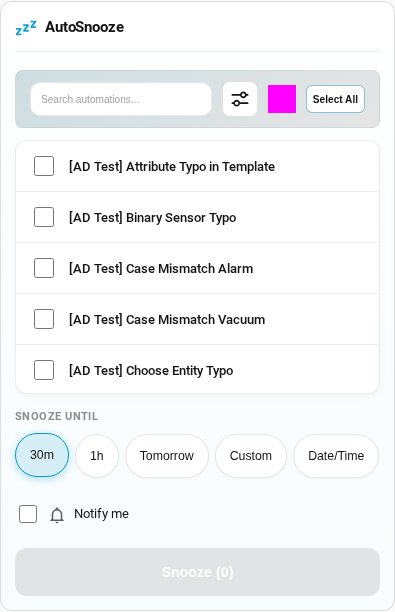 zzz AutoSnooze
Search automations...
Select All
[AD Test] Attribute Typo in Template
[AD Test] Binary Sensor Typo
[AD Test] Case Mismatch Alarm
[AD Test] Case Mismatch Vacuum
[AD Test] Choose Entity Typo
SNOOZE UNTIL
30m 1h Tomorrow Custom Date/Time
Notify me
Snooze (0)